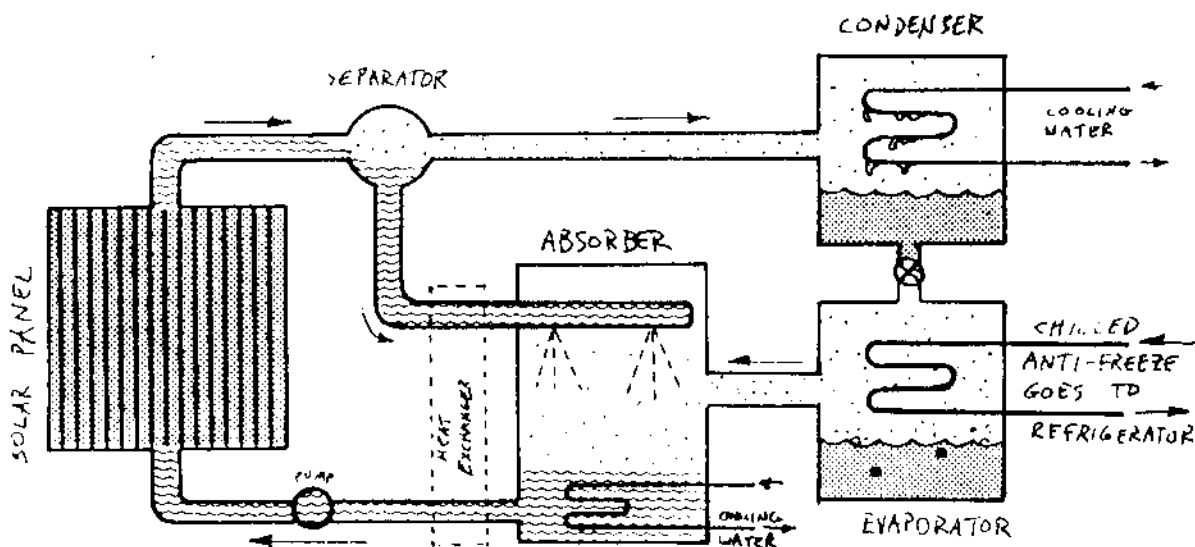 CONDENSER
SEPARATOR
COOLING
WATER
ABSORBER
SOLAR PANEL
CHILLED
ANTI-FREEZE
GOES TO
REFRIGERATOR
HEAT
EXCHANGER
PUMP
COOLING
WATER
EVAPORATOR